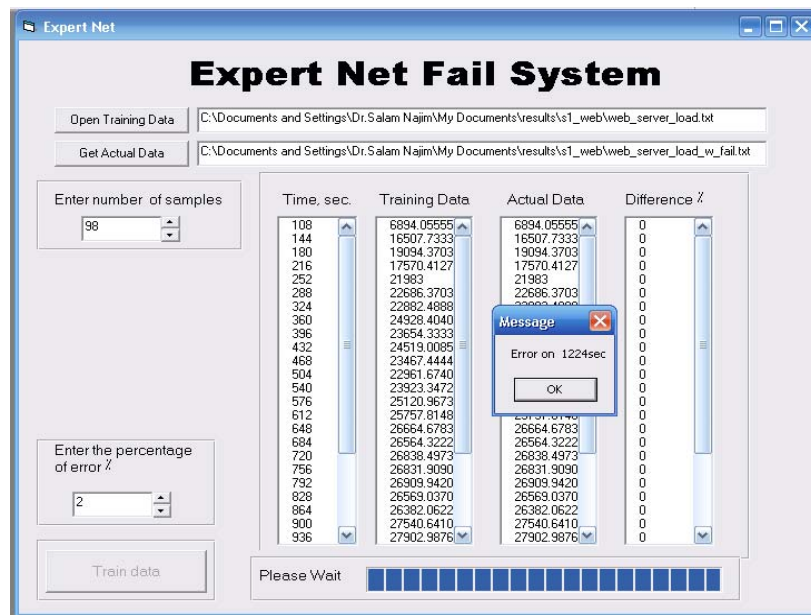 Expert Net
Expert Net Fail System
Open Training Data C:\Documents and Settings\Dr.Salam Najim\My Documents\results\s1_web\web_server_load.txt
Get Actual Data C:\Documents and Settings\Dr.Salam Najim\My Documents\results\s1_web\web_server_load_w_fail.txt
Enter number of samples
98
Time, sec. Training Data Actual Data Difference %
108 6894.05555 6894.05555 0
144 16507.7333 16507.7333 0
180 19094.3703 19094.3703 0
216 17570.4127 17570.4127 0
252 21983 21983 0
288 22686.3703 22686.3703 0
324 22882.4888 0
360 24928.4040 0
396 23654.3333 0
432 24519.0085 0
468 23467.4444 0
504 22961.6740 0
540 23923.3472 0
576 25120.9673 0
612 25757.8148 0
648 26664.6783 26664.6783 0
684 26564.3222 26564.3222 0
720 26838.4973 26838.4973 0
756 26831.9090 26831.9090 0
792 26909.9420 26909.9420 0
828 26569.0370 26569.0370 0
864 26382.0622 26382.0622 0
900 27540.6410 27540.6410 0
936 27902.9876 27902.9876 0
Message
Error on 1224sec
OK
Enter the percentage
of error %
2
Train data
Please Wait